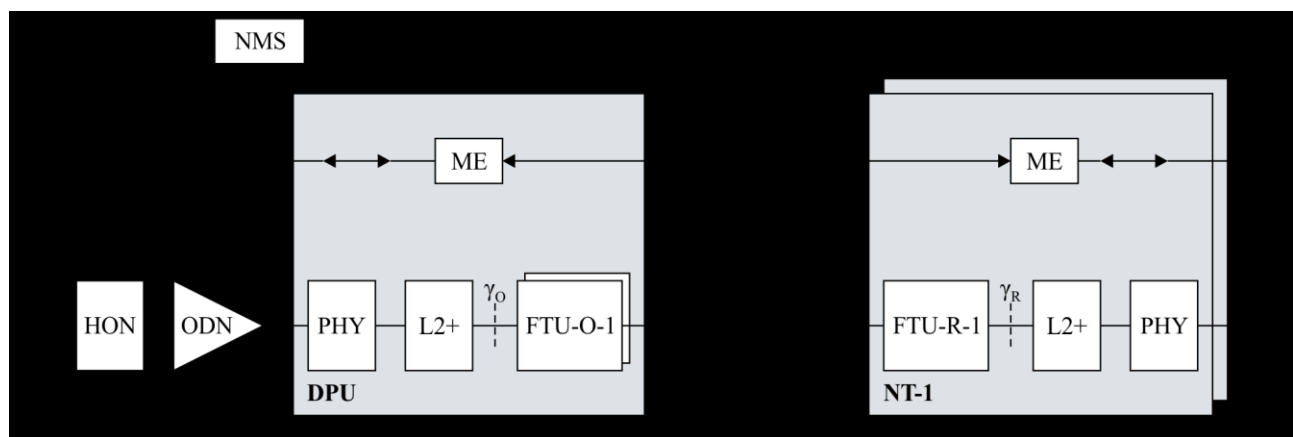 NMS
ME
ME
HON
ODN
PHY
L2+
γO
FTU-O-1
FTU-R-1
γR
L2+
PHY
DPU
NT-1